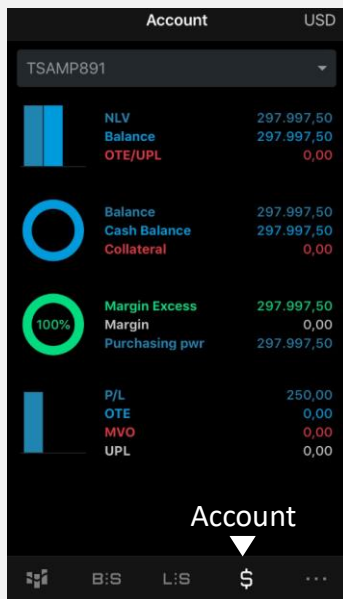 Account USD
TSAMP891
NLV 297.997,50
Balance 297.997,50
OTE/UPL 0,00
Balance 297.997,50
Cash Balance 297.997,50
Collateral 0,00
100%
Margin Excess 297.997,50
Margin 0,00
Purchasing pwr 297.997,50
P/L 250,00
OTE 0,00
MVO 0,00
UPL 0,00
Account
B:S L:S $ ...